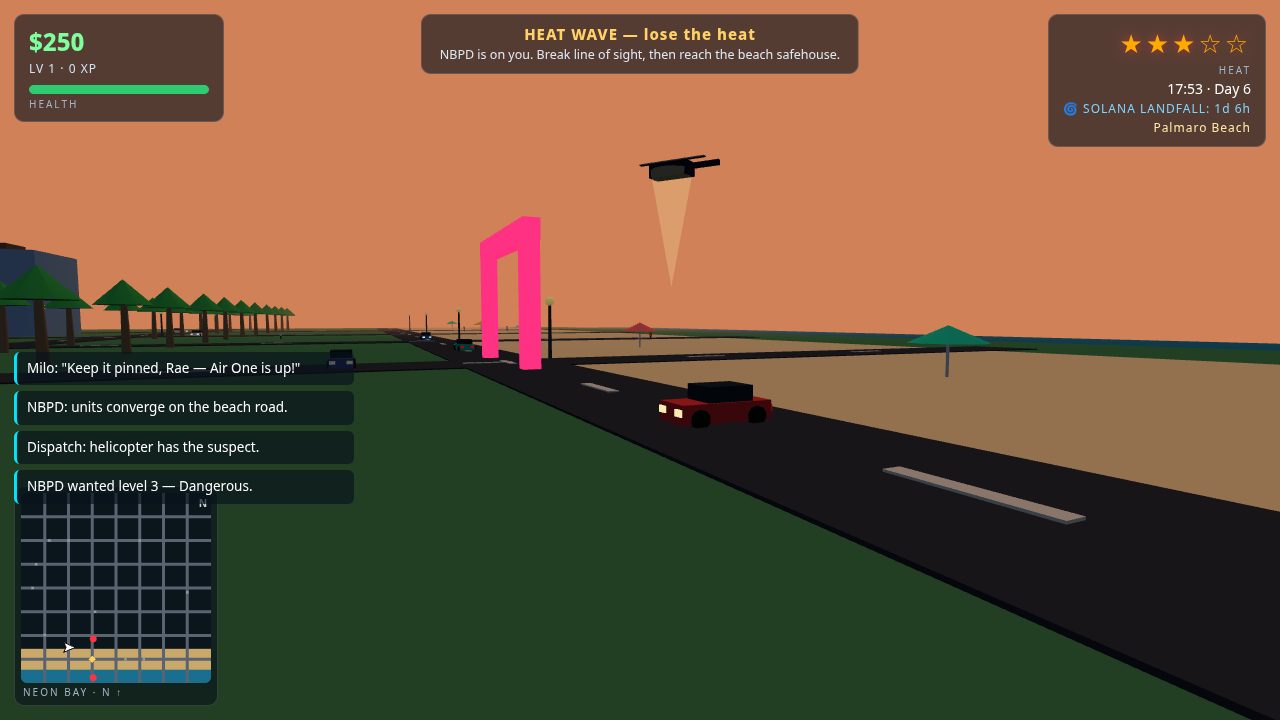 $250
LV 1 · 0 XP
HEALTH
HEAT WAVE — lose the heat
NBPD is on you. Break line of sight, then reach the beach safehouse.
★★★☆☆
HEAT
17:53 · Day 6
🌀 SOLANA LANDFALL: 1d 6h
Palmaro Beach
Milo: "Keep it pinned, Rae — Air One is up!"
NBPD: units converge on the beach road.
Dispatch: helicopter has the suspect.
NBPD wanted level 3 — Dangerous.
N
NEON BAY · N ↑